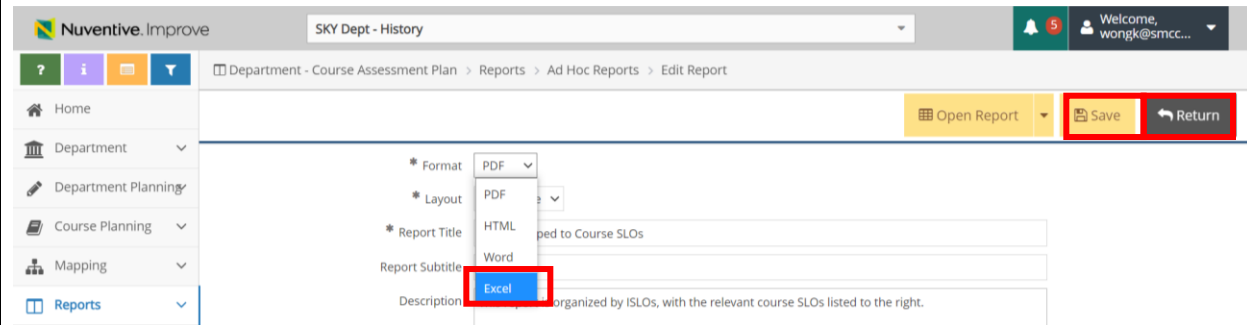 Nuventive. Improve
SKY Dept - History
5
Welcome,
wongk@smcc...
?
i
Department - Course Assessment Plan > Reports > Ad Hoc Reports > Edit Report
Home
Open Report
Save
Return
Department
* Format PDF
Department Planning
PDF
* Layout
Course Planning
* Report Title HTML ped to Course SLOs
Word
Mapping
Report Subtitle
Excel
Reports
Description organized by ISLOs, with the relevant course SLOs listed to the right.